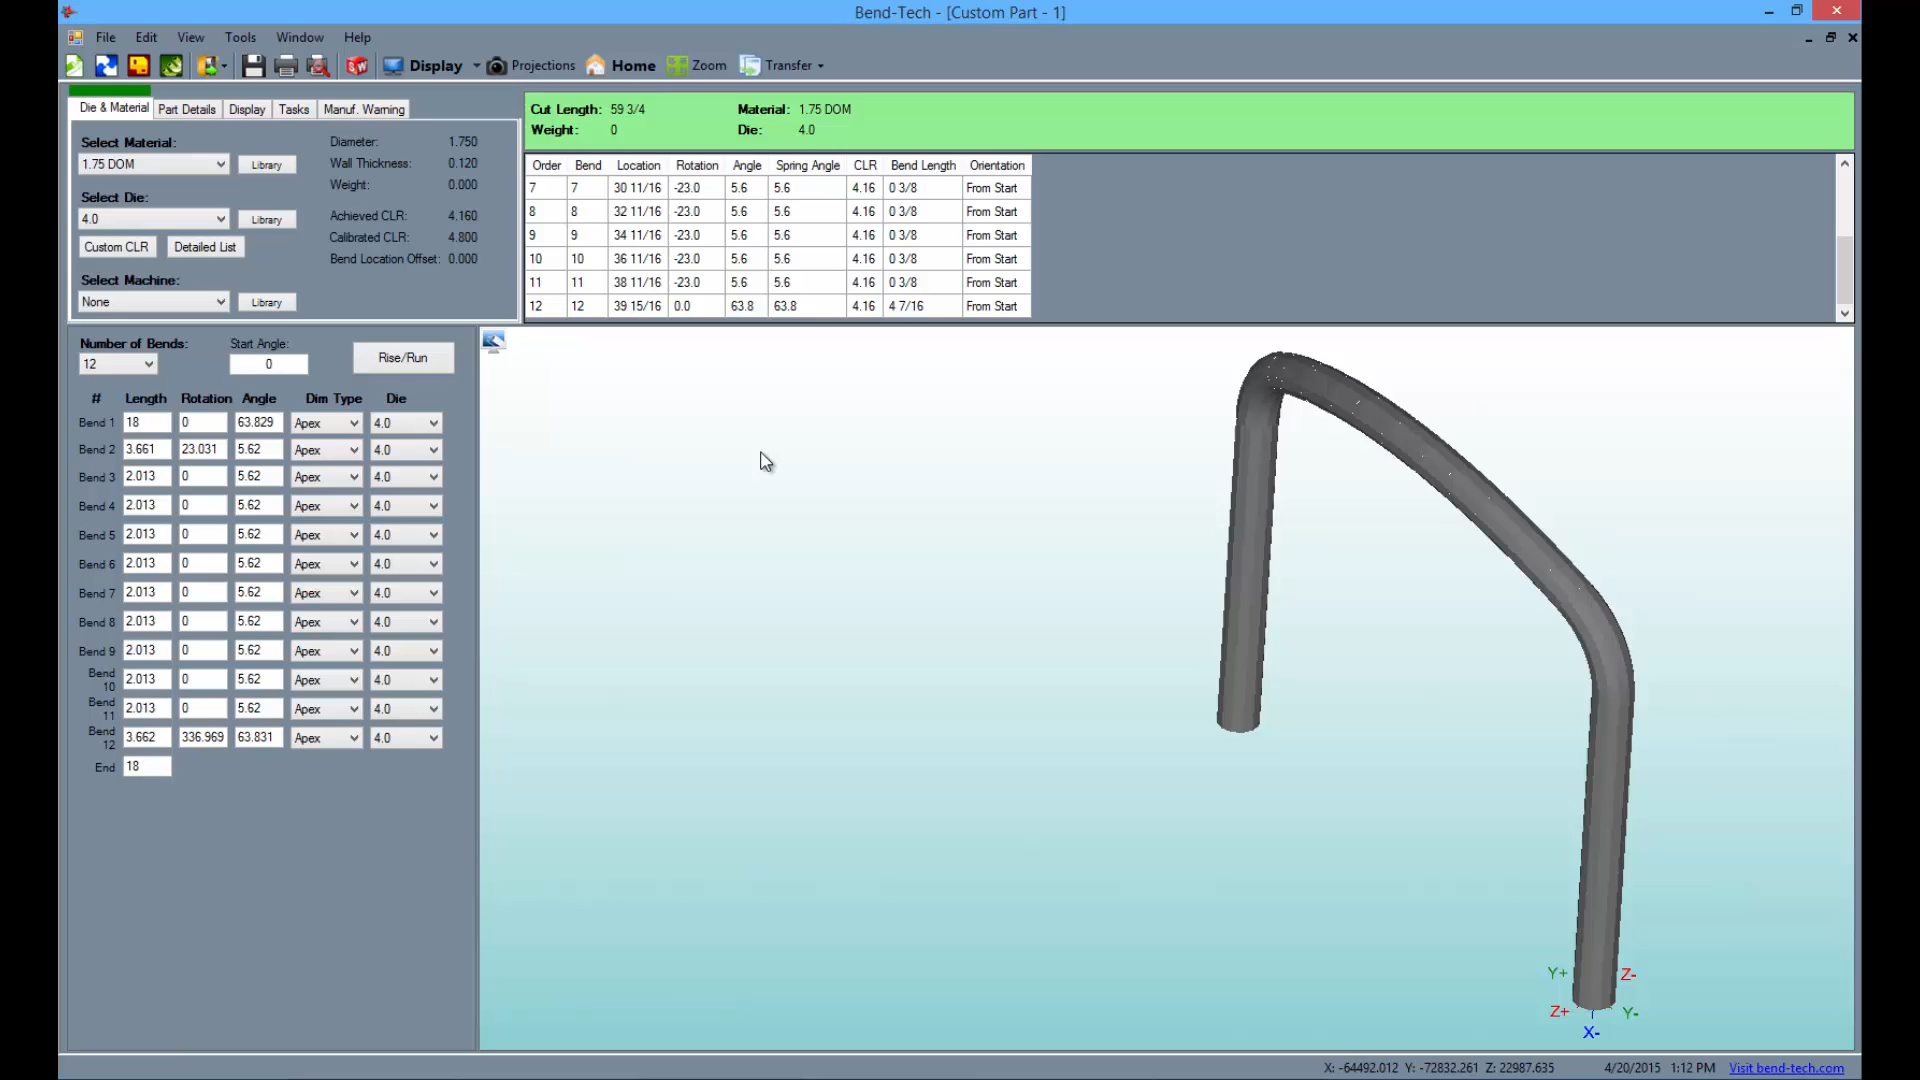 Bend-Tech - [Custom Part - 1]
File Edit View Tools Window Help
Display Projections Home Zoom Transfer
Die & Material Part Details Display Tasks Manuf. Warning
Select Material:
1.75 DOM Library
Select Die:
4.0 Library
Custom CLR Detailed List
Select Machine:
None Library
Diameter: 1.750
Wall Thickness: 0.120
Weight: 0.000
Achieved CLR: 4.160
Calibrated CLR: 4.800
Bend Location Offset: 0.000
Cut Length: 59 3/4 Material: 1.75 DOM
Weight: 0 Die: 4.0
Order Bend Location Rotation Angle Spring Angle CLR Bend Length Orientation
7 7 30 11/16 -23.0 5.6 5.6 4.16 0 3/8 From Start
8 8 32 11/16 -23.0 5.6 5.6 4.16 0 3/8 From Start
9 9 34 11/16 -23.0 5.6 5.6 4.16 0 3/8 From Start
10 10 36 11/16 -23.0 5.6 5.6 4.16 0 3/8 From Start
11 11 38 11/16 -23.0 5.6 5.6 4.16 0 3/8 From Start
12 12 39 15/16 0.0 63.8 63.8 4.16 4 7/16 From Start
Number of Bends: Start Angle:
12 0 Rise/Run
# Length Rotation Angle Dim Type Die
Bend 1 18 0 63.829 Apex 4.0
Bend 2 3.661 23.031 5.62 Apex 4.0
Bend 3 2.013 0 5.62 Apex 4.0
Bend 4 2.013 0 5.62 Apex 4.0
Bend 5 2.013 0 5.62 Apex 4.0
Bend 6 2.013 0 5.62 Apex 4.0
Bend 7 2.013 0 5.62 Apex 4.0
Bend 8 2.013 0 5.62 Apex 4.0
Bend 9 2.013 0 5.62 Apex 4.0
Bend 10 2.013 0 5.62 Apex 4.0
Bend 11 2.013 0 5.62 Apex 4.0
Bend 12 3.662 336.969 63.831 Apex 4.0
End 18
Y+ Z-
Z+ Y-
X-
X: -64492.012 Y: -72832.261 Z: 22987.635 4/20/2015 1:12 PM Visit bend-tech.com